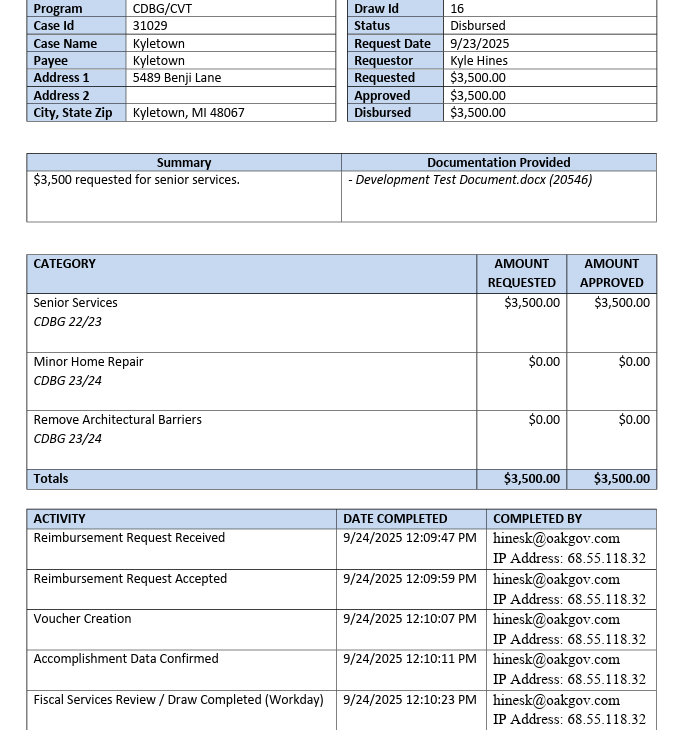 Program CDBG/CVT Draw Id 16
Case Id 31029 Status Disbursed
Case Name Kyletown Request Date 9/23/2025
Payee Kyletown Requestor Kyle Hines
Address 1 5489 Benji Lane Requested $3,500.00
Address 2 Approved $3,500.00
City, State Zip Kyletown, MI 48067 Disbursed $3,500.00
Summary Documentation Provided
$3,500 requested for senior services. - Development Test Document.docx (20546)
CATEGORY AMOUNT REQUESTED AMOUNT APPROVED
Senior Services $3,500.00 $3,500.00
CDBG 22/23
Minor Home Repair $0.00 $0.00
CDBG 23/24
Remove Architectural Barriers $0.00 $0.00
CDBG 23/24
Totals $3,500.00 $3,500.00
ACTIVITY DATE COMPLETED COMPLETED BY
Reimbursement Request Received 9/24/2025 12:09:47 PM hinesk@oakgov.com
IP Address: 68.55.118.32
Reimbursement Request Accepted 9/24/2025 12:09:59 PM hinesk@oakgov.com
IP Address: 68.55.118.32
Voucher Creation 9/24/2025 12:10:07 PM hinesk@oakgov.com
IP Address: 68.55.118.32
Accomplishment Data Confirmed 9/24/2025 12:10:11 PM hinesk@oakgov.com
IP Address: 68.55.118.32
Fiscal Services Review / Draw Completed (Workday) 9/24/2025 12:10:23 PM hinesk@oakgov.com
IP Address: 68.55.118.32